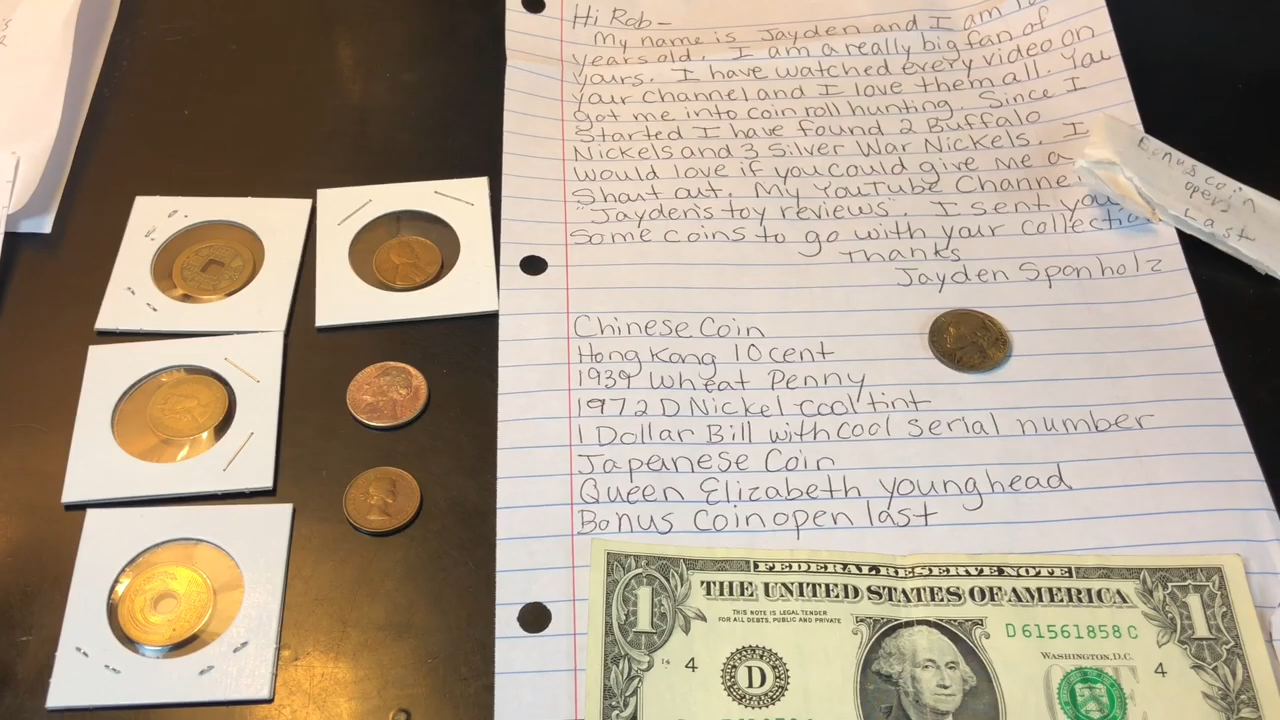 Hi Rob-
My name is Jayden and I am
years old. I am a really big fan of
yours. I have watched every video on
your channel and I love them all. You
got me into coin roll hunting. Since I
Started I have found 2 Buffalo
Nickels and 3 Silver War Nickels. I
would love if you could give me a
Shout out. My YouTube Channel
"Jayden's toy reviews". I sent you
some coins to go with your collection
Thanks
Jayden Sponholz
Bonus coin
open
Last
Chinese Coin
Hong Kong 10 cent
1939 Wheat Penny
1972 D Nickel cool tint
1 Dollar Bill with cool serial number
Japanese Coin
Queen Elizabeth young head
Bonus Coin open last
FEDERAL RESERVE NOTE
THE UNITED STATES OF AMERICA
THIS NOTE IS LEGAL TENDER
FOR ALL DEBTS, PUBLIC AND PRIVATE
D 61561858 C
WASHINGTON, D.C.
1
1
4
D
4